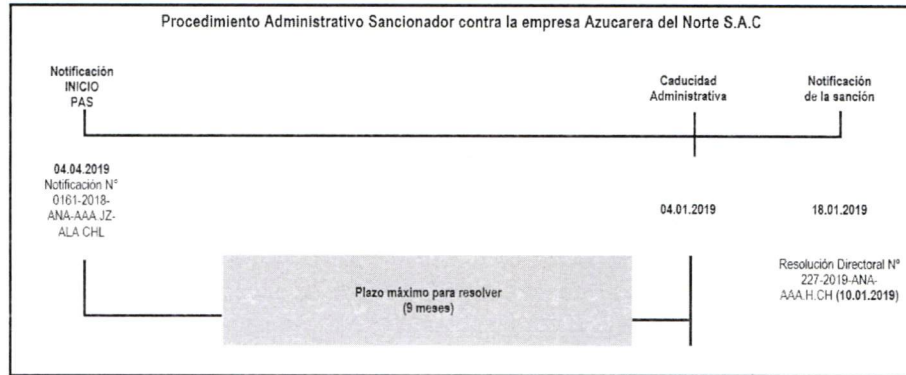 Procedimiento Administrativo Sancionador contra la empresa Azucarera del Norte S.A.C
Notificación
INICIO
PAS
Caducidad
Administrativa
Notificación
de la sanción
04.04.2019
Notificación N°
0161-2018-
ANA-AAA.JZ-
ALA.CHL
04.01.2019
18.01.2019
Resolución Directoral Nº
227-2019-ANA-
AAA.H.CH (10.01.2019)
Plazo máximo para resolver
(9 meses)